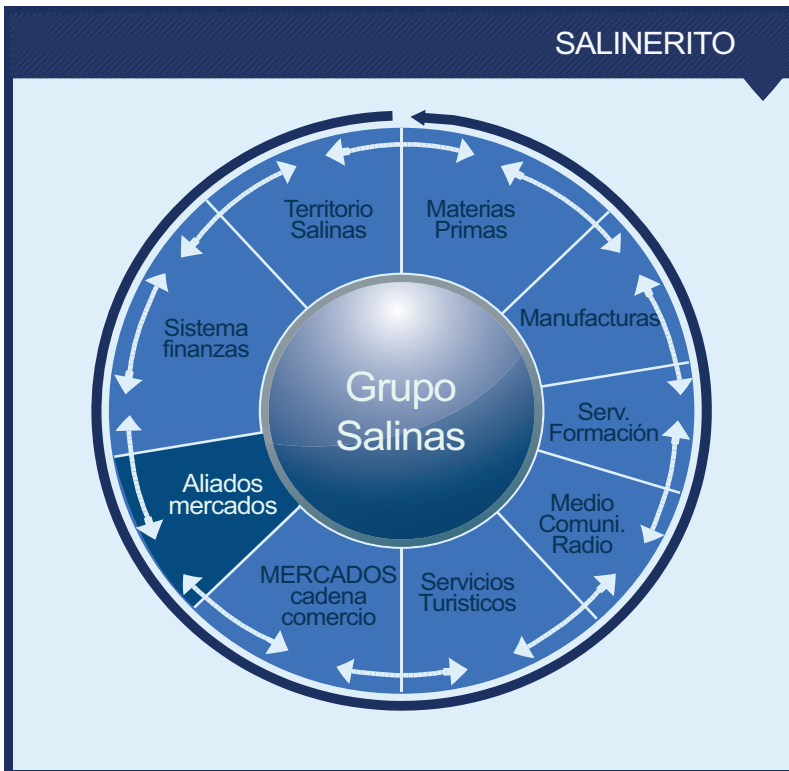 SALINERITO
Territorio
Salinas
Materias
Primas
Manufacturas
Serv.
Formación
Medio
Comuni.
Radio
Servicios
Turisticos
MERCADOS
cadena
comercio
Aliados
mercados
Sistema
finanzas
Grupo
Salinas